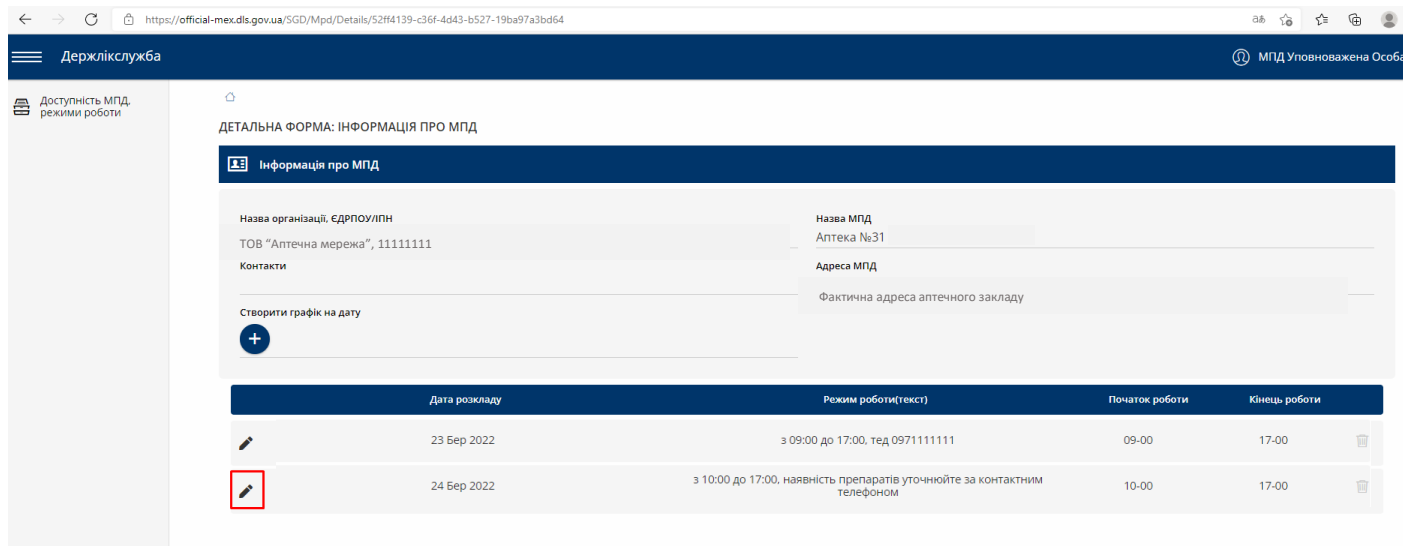 https://official-mex.dls.gov.ua/SGD/Mpd/Details/52ff4139-c36f-4d43-b527-19ba97a3bd64
Держлікслужба
МПД Уповноважена Особа
Доступність МПД,
режими роботи
ДЕТАЛЬНА ФОРМА: ІНФОРМАЦІЯ ПРО МПД
Інформація про МПД
Назва організації, ЄДРПОУ/ІПН
Назва МПД
ТОВ “Аптечна мережа”, 11111111
Аптека №31
Контакти
Адреса МПД
Фактична адреса аптечного закладу
Створити графік на дату
Дата розкладу Режим роботи(текст) Початок роботи Кінець роботи
23 Бер 2022 з 09:00 до 17:00, тед 0971111111 09-00 17-00
24 Бер 2022 з 10:00 до 17:00, наявність препаратів уточнюйте за контактним 10-00 17-00
телефоном